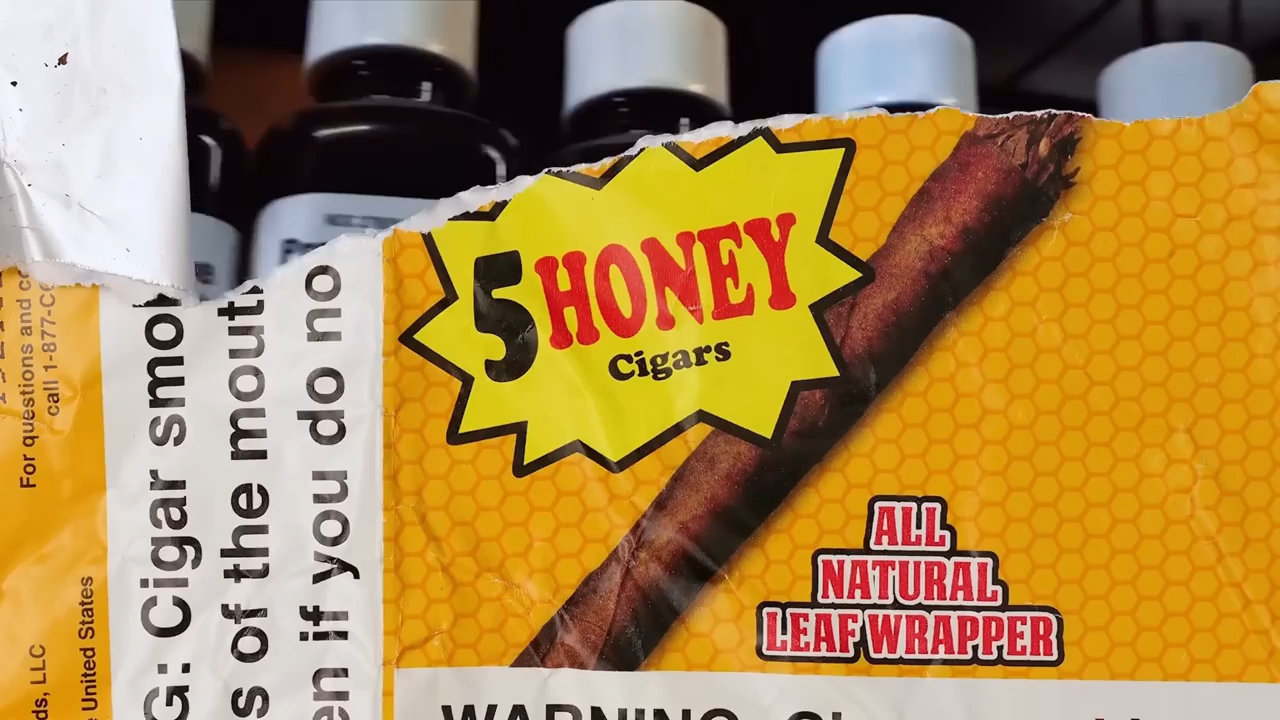 For questions and
call 1-877-
ds, LLC
United States
G: Cigar smo
s of the mout
en if you do no
5 HONEY
Cigars
ALL
NATURAL
LEAF WRAPPER
WARNING: